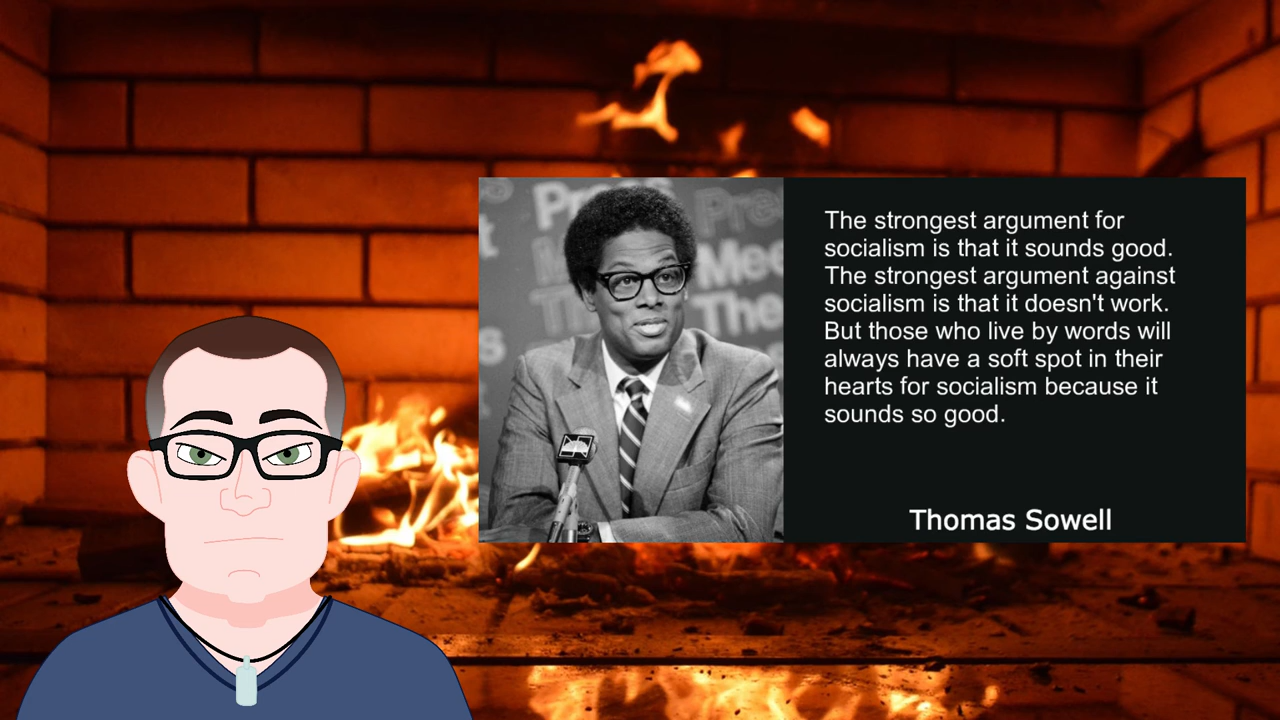 The strongest argument for
socialism is that it sounds good.
The strongest argument against
socialism is that it doesn't work.
But those who live by words will
always have a soft spot in their
hearts for socialism because it
sounds so good.
Thomas Sowell